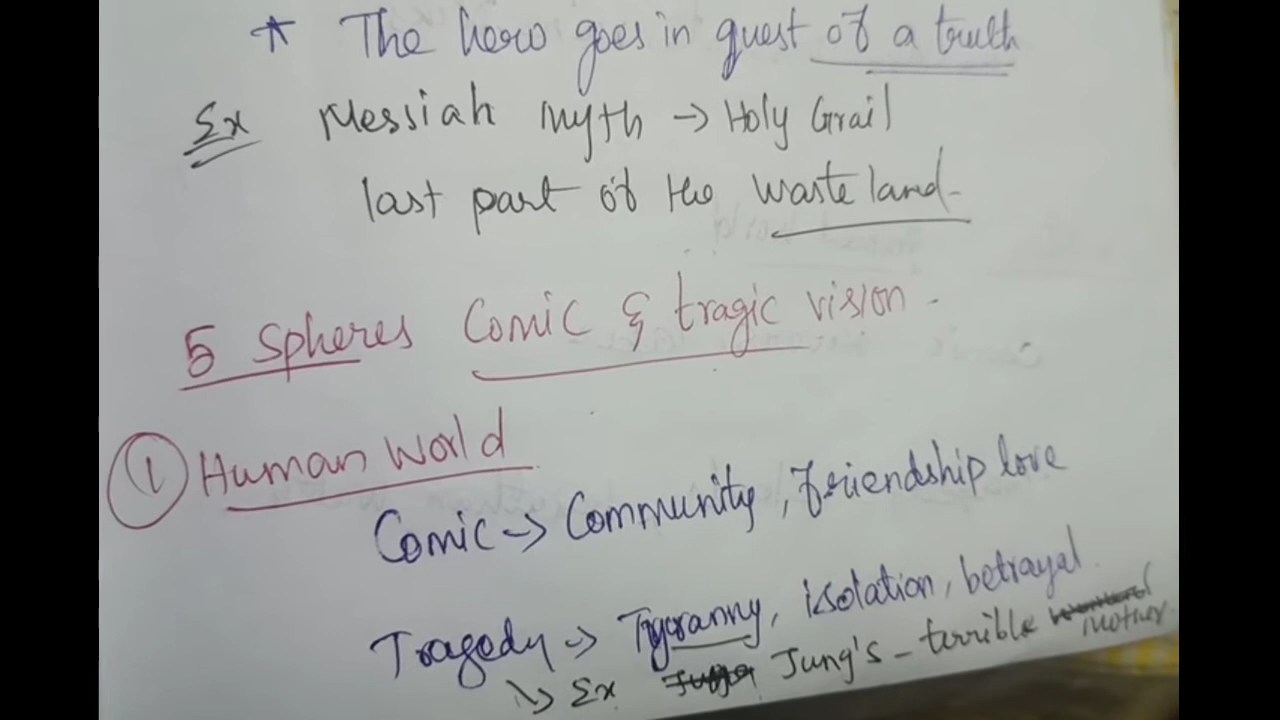 * The hero goes in quest of a truth
Ex Messiah myth → Holy Grail
last part of the waste land -
5 Spheres Comic & tragic vision -
① Human World
Comic → Community, friendship love
Tragedy → Tyranny, isolation, betrayal
↳ Ex Jung's - terrible mother